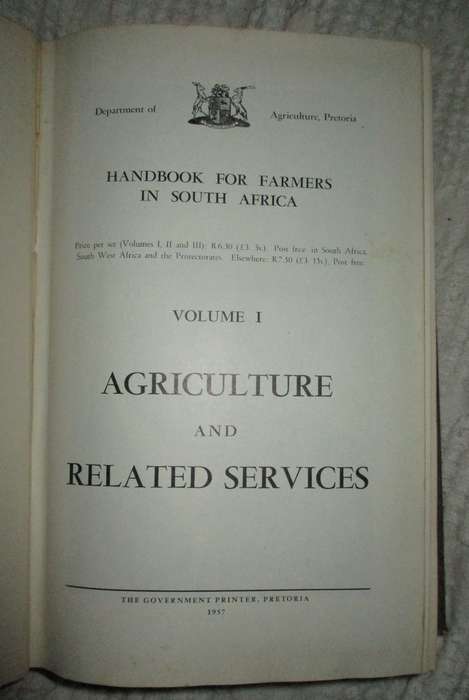 Department of Agriculture, Pretoria
HANDBOOK FOR FARMERS
IN SOUTH AFRICA
Price per set (Volumes I, II and III): R6.30 (£3. 3s.). Post free in South Africa,
South West Africa and the Protectorates. Elsewhere: R7.50 (£3. 15s.). Post free.
VOLUME I
AGRICULTURE
AND
RELATED SERVICES
THE GOVERNMENT PRINTER, PRETORIA
1957